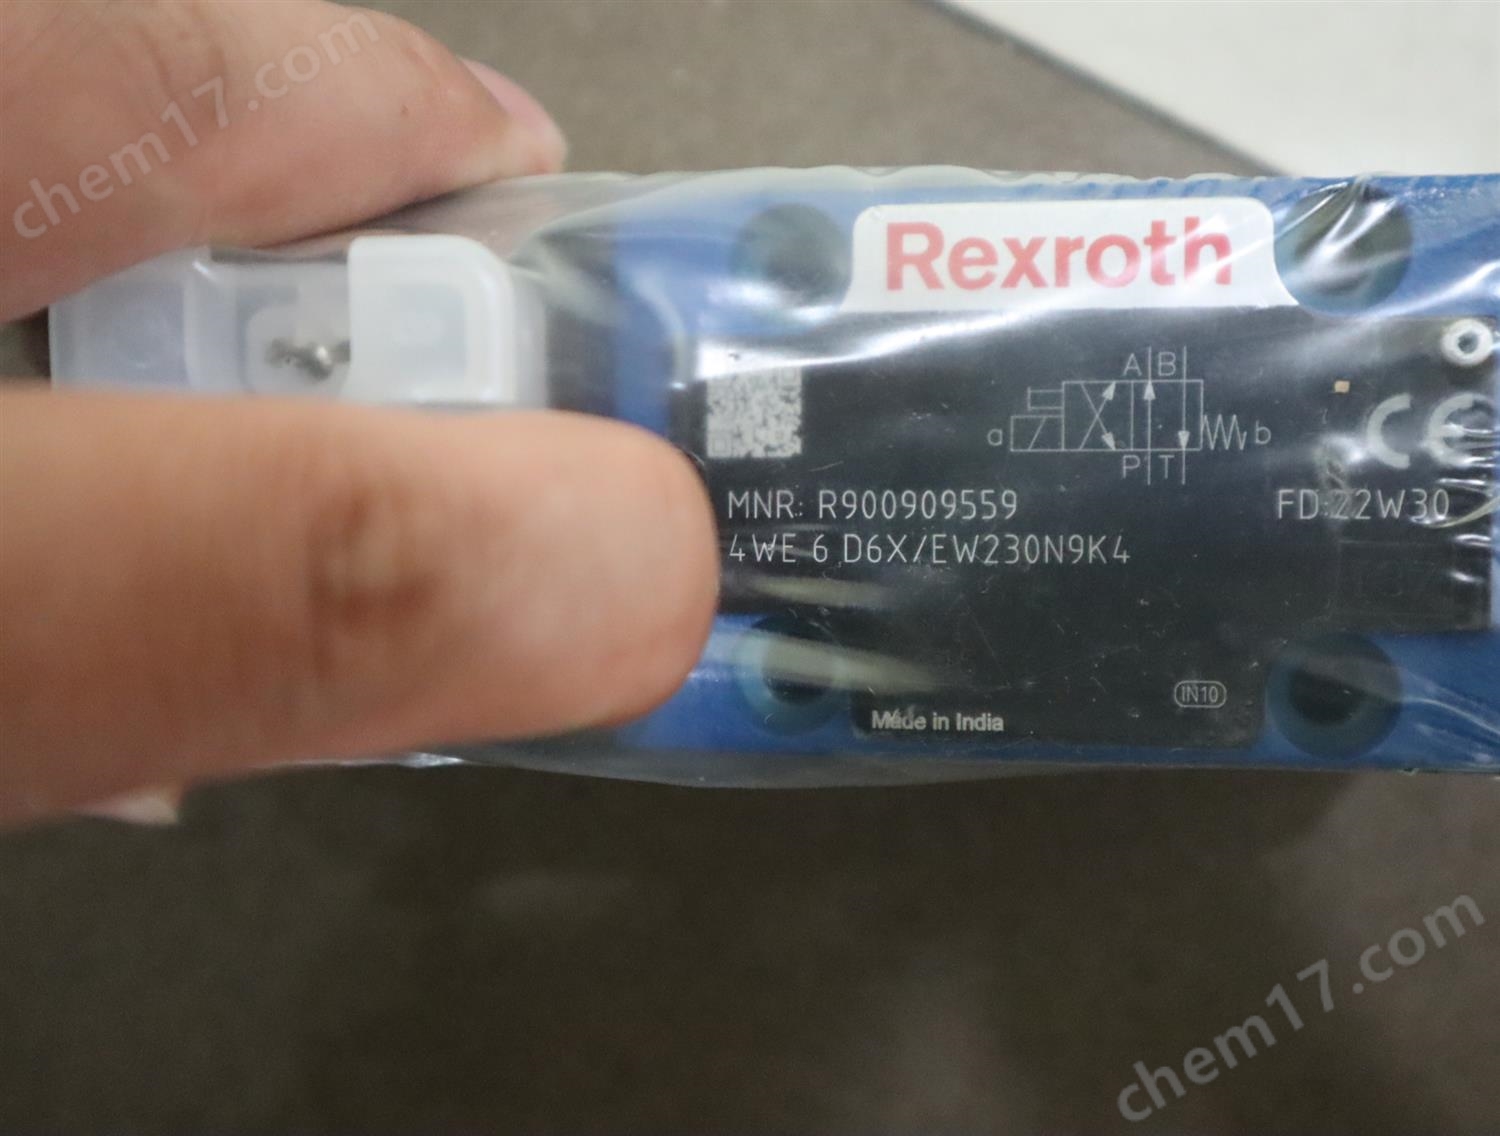 chem17.com
Rexroth
A B
a b
P T
CE
MNR: R900909559 FD:22W30
4WE 6 D6X/EW230N9K4
IN10
Made in India
chem17.com